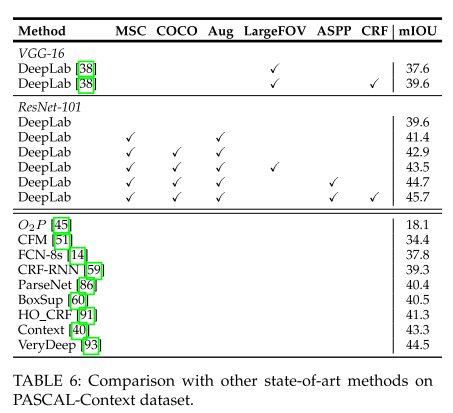 Method MSC COCO Aug LargeFOV ASPP CRF mIOU
VGG-16
DeepLab [38] ✓ 37.6
DeepLab [38] ✓ ✓ 39.6
ResNet-101
DeepLab 39.6
DeepLab ✓ ✓ 41.4
DeepLab ✓ ✓ ✓ 42.9
DeepLab ✓ ✓ ✓ ✓ 43.5
DeepLab ✓ ✓ ✓ ✓ 44.7
DeepLab ✓ ✓ ✓ ✓ ✓ 45.7
O₂P [45] 18.1
CFM [51] 34.4
FCN-8s [14] 37.8
CRF-RNN [59] 39.3
ParseNet [86] 40.4
BoxSup [60] 40.5
HO_CRF [91] 41.3
Context [40] 43.3
VeryDeep [93] 44.5
TABLE 6: Comparison with other state-of-art methods on
PASCAL-Context dataset.